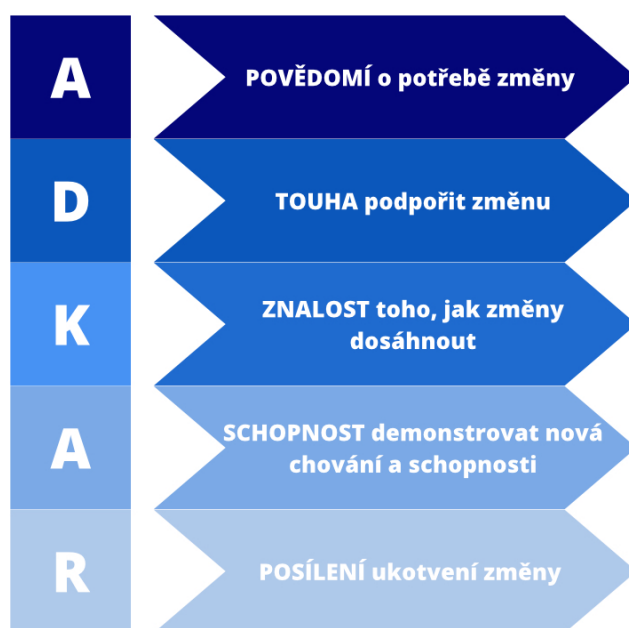 A
POVĚDOMÍ o potřebě změny
D
TOUHA podpořit změnu
K
ZNALOST toho, jak změny
dosáhnout
A
SCHOPNOST demonstrovat nová
chování a schopnosti
R
POSÍLENÍ ukotvení změny